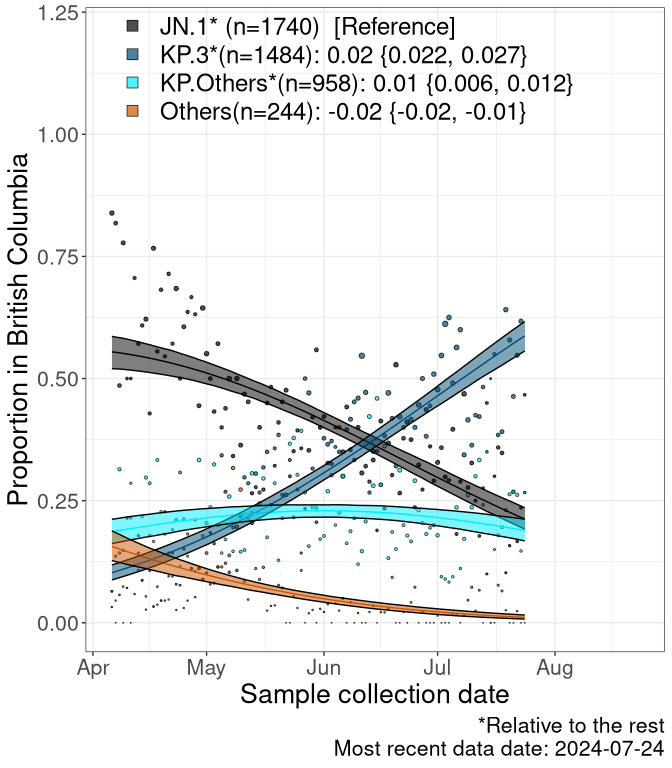 JN.1* (n=1740)  [Reference]
KP.3*(n=1484): 0.02 {0.022, 0.027}
KP.Others*(n=958): 0.01 {0.006, 0.012}
Others(n=244): -0.02 {-0.02, -0.01}
1.25
1.00
0.75
0.50
0.25
0.00
Proportion in British Columbia
Apr May Jun Jul Aug
Sample collection date
*Relative to the rest
Most recent data date: 2024-07-24